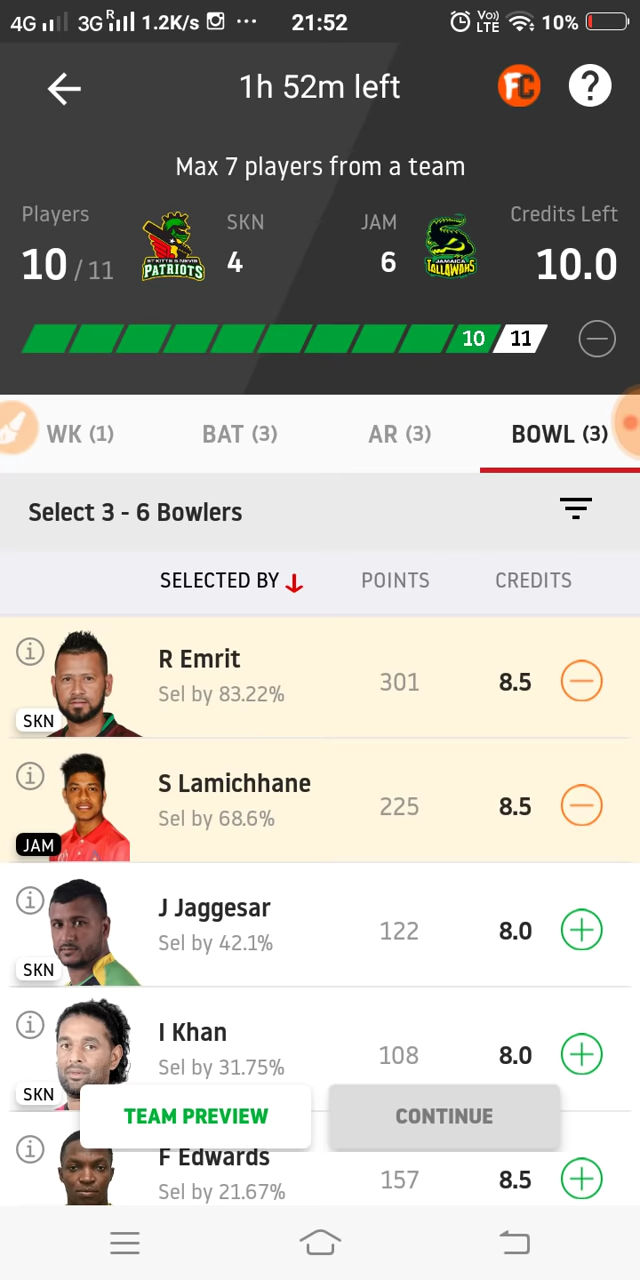 4G 3G R 1.2K/s ... 21:52 Vo) LTE 10%
1h 52m left FC ?
Max 7 players from a team
Players SKN JAM Credits Left
10 / 11 4 6 10.0
ST KITTS & NEVIS PATRIOTS JAMAICA TALLAWAHS
10 11
WK (1) BAT (3) AR (3) BOWL (3)
Select 3 - 6 Bowlers
SELECTED BY POINTS CREDITS
R Emrit
Sel by 83.22% 301 8.5
SKN
S Lamichhane
Sel by 68.6% 225 8.5
JAM
J Jaggesar
Sel by 42.1% 122 8.0
SKN
I Khan
Sel by 31.75% 108 8.0
SKN
TEAM PREVIEW CONTINUE
F Edwards
Sel by 21.67% 157 8.5